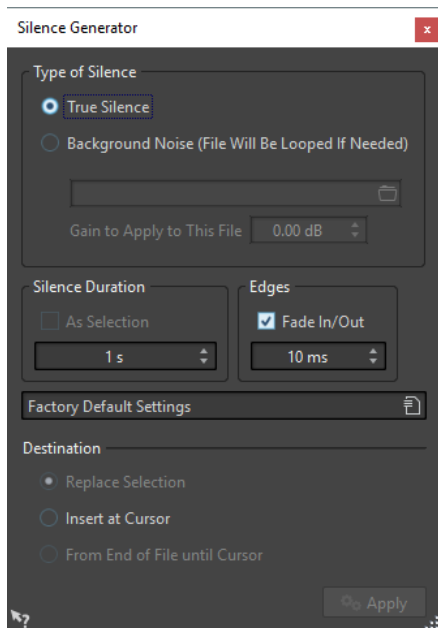 Silence Generator
x
Type of Silence
True Silence
Background Noise (File Will Be Looped If Needed)
Gain to Apply to This File 0.00 dB
Silence Duration
As Selection
1 s
Edges
Fade In/Out
10 ms
Factory Default Settings
Destination
Replace Selection
Insert at Cursor
From End of File until Cursor
Apply
?